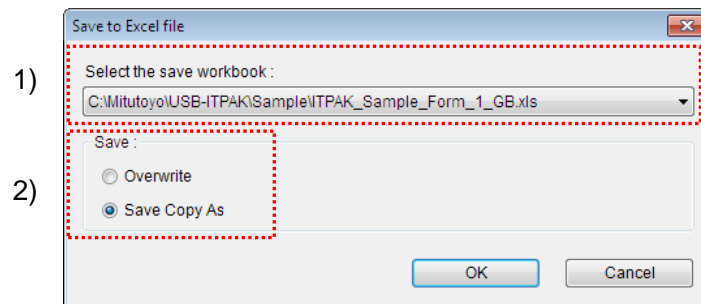 Save to Excel file
1)
Select the save workbook :
C:\Mitutoyo\USB-ITPAK\Sample\ITPAK_Sample_Form_1_GB.xls
2)
Save :
Overwrite
Save Copy As
OK
Cancel